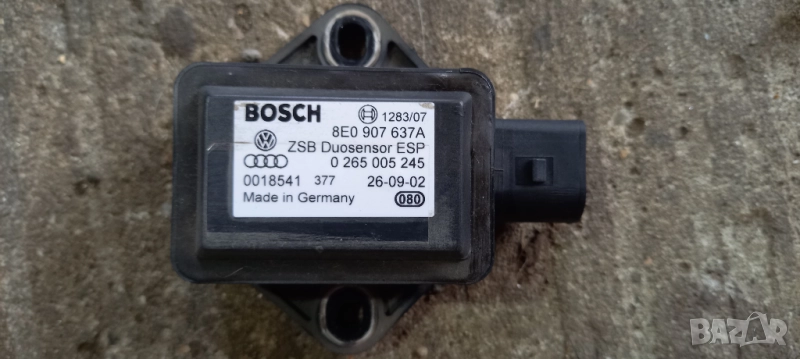 BOSCH 1283/07
8E0 907 637A
ZSB Duosensor ESP
0 265 005 245
0018541 377 26-09-02
Made in Germany 080
BAZAR